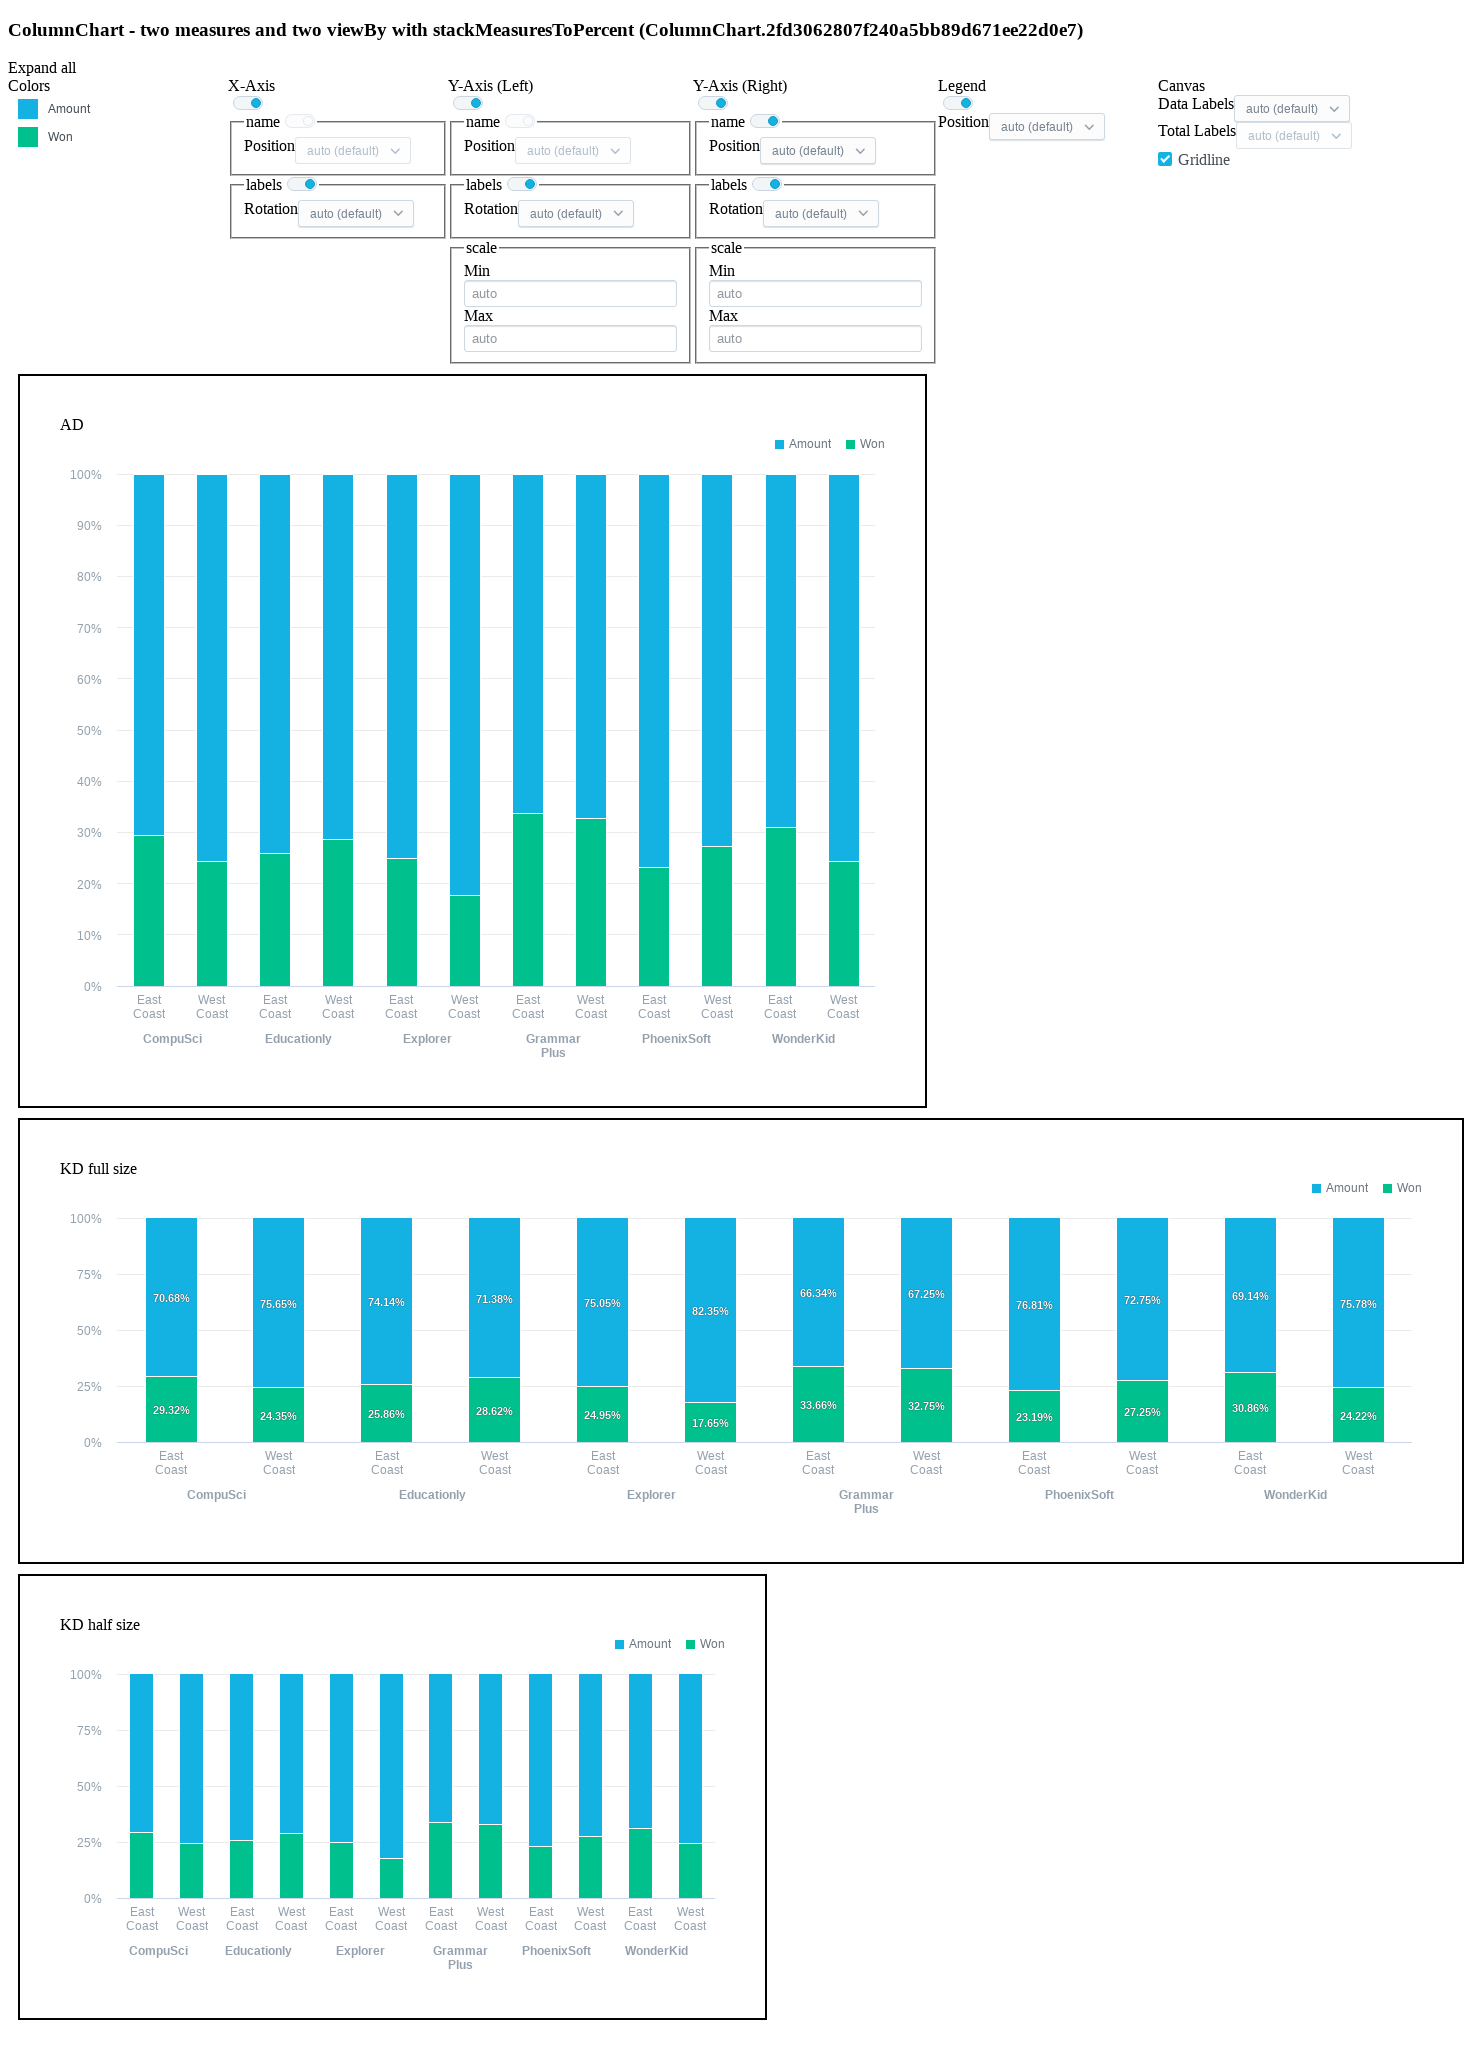 ColumnChart - two measures and two viewBy with stackMeasuresToPercent (ColumnChart.2fd3062807f240a5bb89d671ee22d0e7)
Expand all
Colors
Amount
Won
X-Axis
name
Position auto (default)
labels
Rotation auto (default)
Y-Axis (Left)
name
Position auto (default)
labels
Rotation auto (default)
scale
Min
auto
Max
auto
Y-Axis (Right)
name
Position auto (default)
labels
Rotation auto (default)
scale
Min
auto
Max
auto
Legend
Position auto (default)
Canvas
Data Labels auto (default)
Total Labels auto (default)
Gridline
AD
Amount Won
100%
90%
80%
70%
60%
50%
40%
30%
20%
10%
0%
East West East West East West East West East West East West
Coast Coast Coast Coast Coast Coast Coast Coast Coast Coast Coast Coast
CompuSci Educationly Explorer Grammar PhoenixSoft WonderKid
Plus
KD full size
Amount Won
100%
75%
50%
25%
0%
70.68% 75.65% 74.14% 71.38% 75.05% 82.35% 66.34% 67.25% 76.81% 72.75% 69.14% 75.78%
29.32% 24.35% 25.86% 28.62% 24.95% 17.65% 33.66% 32.75% 23.19% 27.25% 30.86% 24.22%
East West East West East West East West East West East West
Coast Coast Coast Coast Coast Coast Coast Coast Coast Coast Coast Coast
CompuSci Educationly Explorer Grammar PhoenixSoft WonderKid
Plus
KD half size
Amount Won
100%
75%
50%
25%
0%
East West East West East West East West East West East West
Coast Coast Coast Coast Coast Coast Coast Coast Coast Coast Coast Coast
CompuSci Educationly Explorer Grammar PhoenixSoft WonderKid
Plus